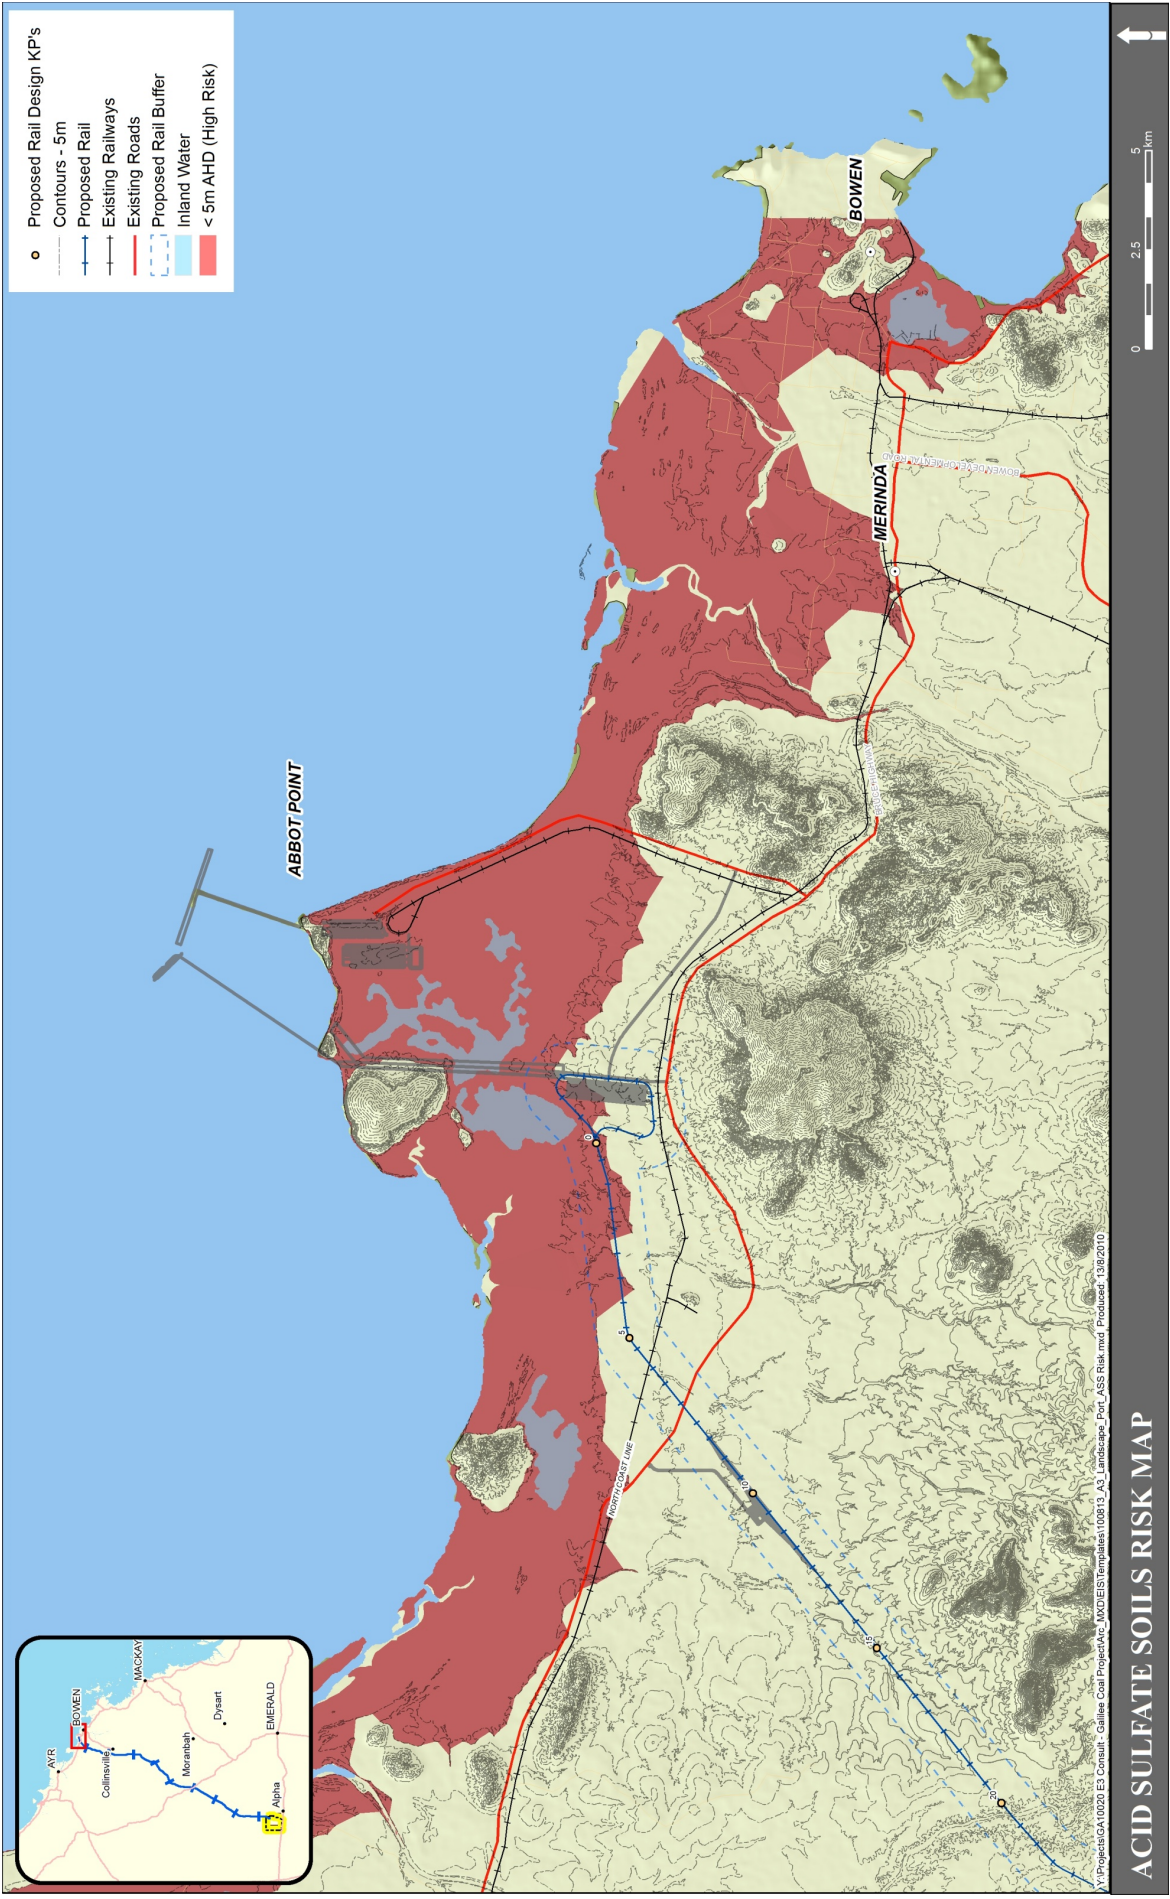 Proposed Rail Design KP's
Contours - 5m
Proposed Rail
Existing Railways
Existing Roads
Proposed Rail Buffer
Inland Water
< 5m AHD (High Risk)
ABBOT POINT
BOWEN
MERINDA
BOWEN DEVELOPMENTAL ROAD
NORTH COAST LINE
0
5
10
15
20
AYR
BOWEN
Collinsville
MACKAY
Moranbah
Dysart
EMERALD
Alpha
0 2.5 5
km
Y:\Projects\GA10020 E3 Consult - Galilee Coal Project\Arc_MXD\EIS\Templates\100813_A3_Landscape_Port_ASS Risk.mxd Produced: 13/8/2010
ACID SULFATE SOILS RISK MAP